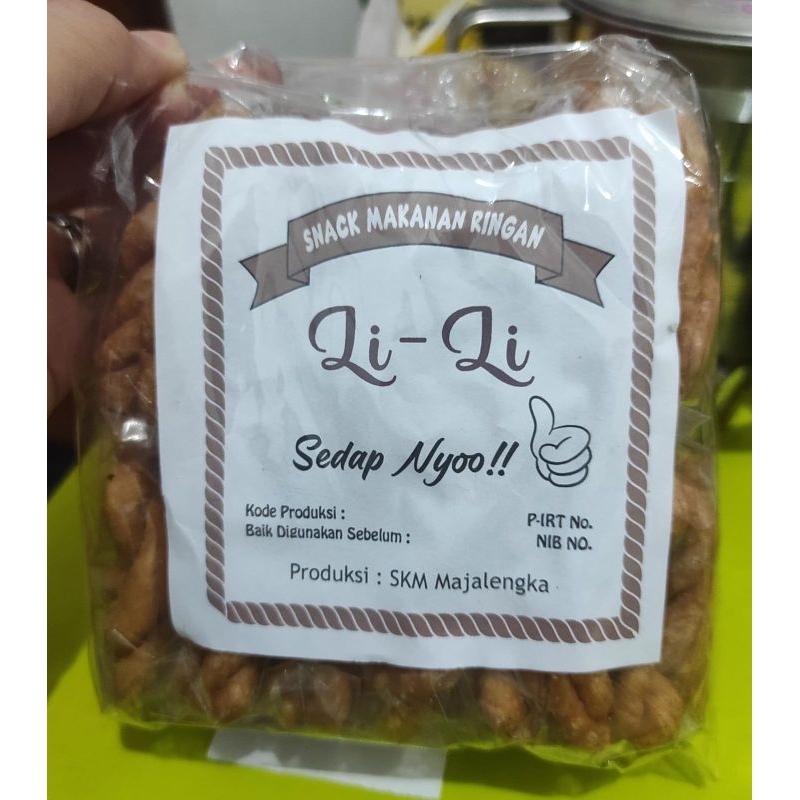 SNACK MAKANAN RINGAN
Li-Li
Sedap Nyoo!!
Kode Produksi :
Baik Digunakan Sebelum :
P-IRT No.
NIB NO.
Produksi : SKM Majalengka